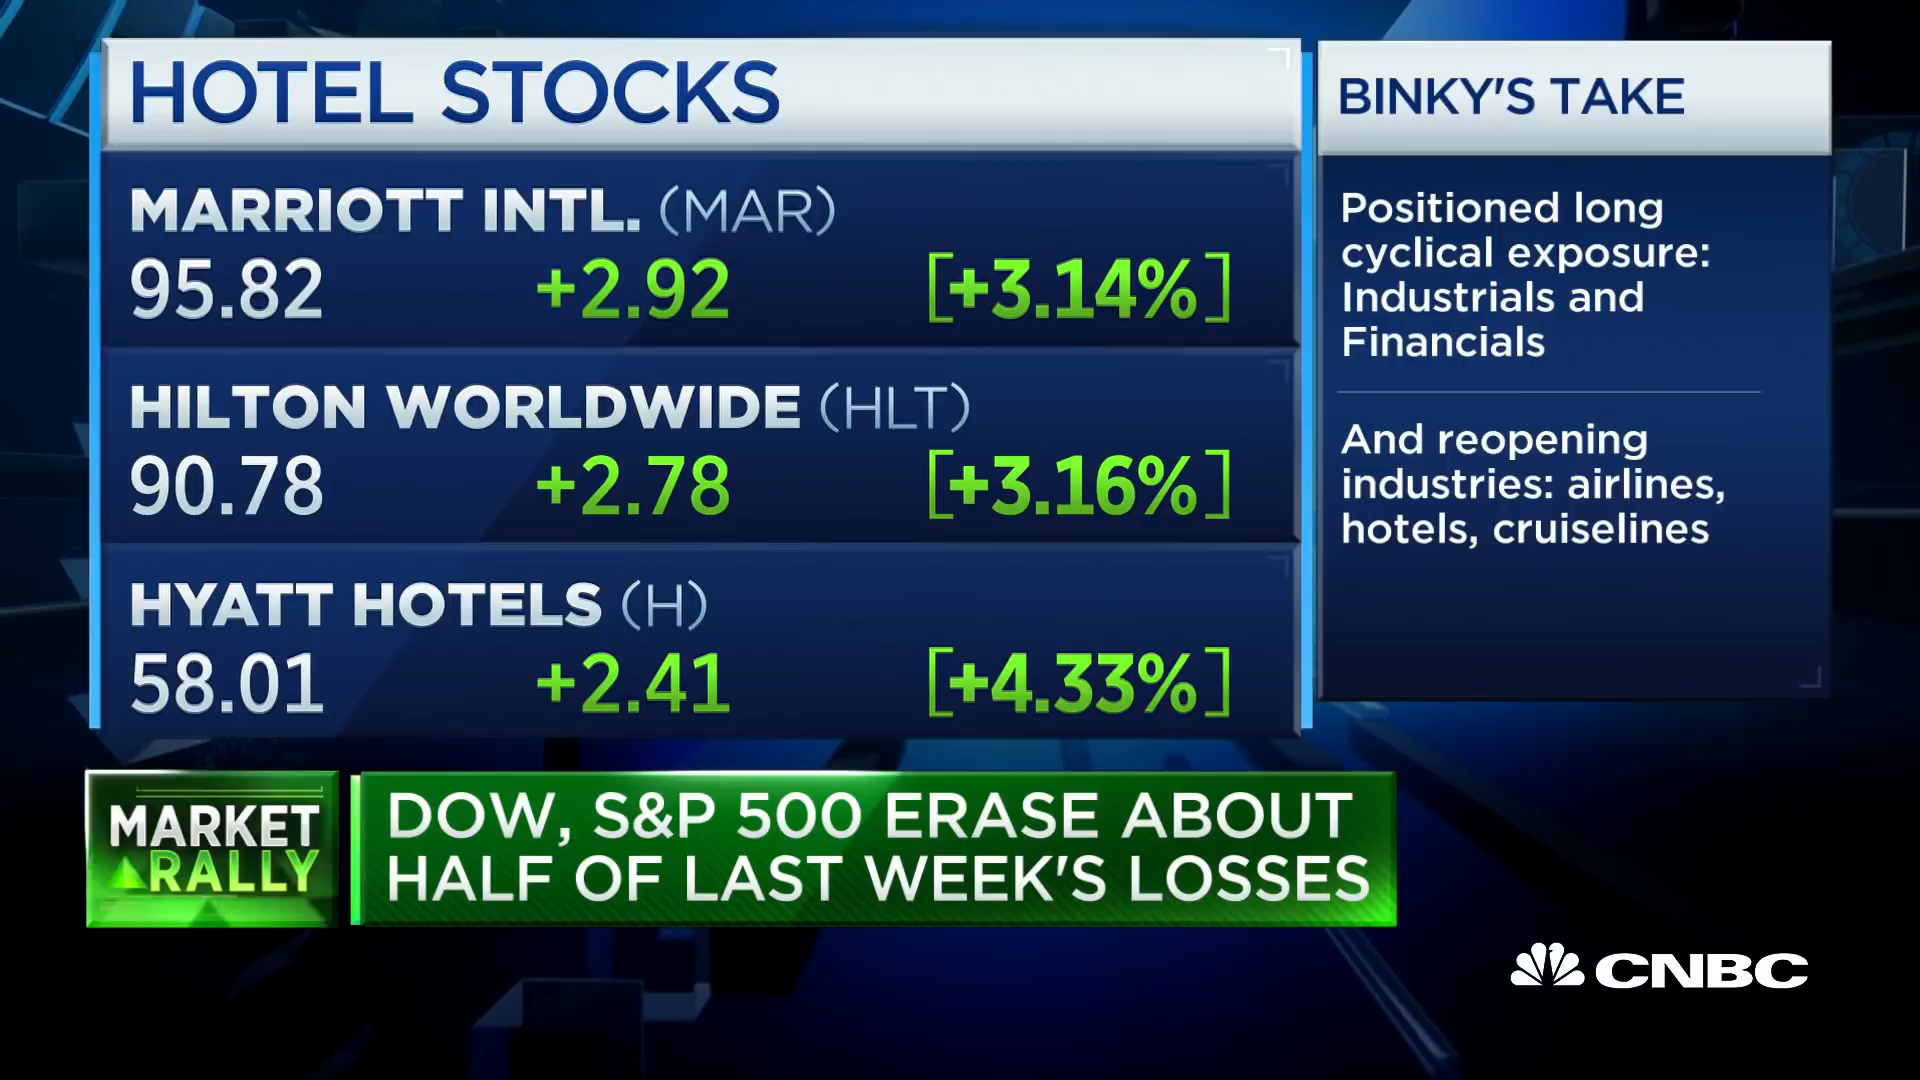 HOTEL STOCKS
MARRIOTT INTL. (MAR)
95.82 +2.92 [+3.14%]
HILTON WORLDWIDE (HLT)
90.78 +2.78 [+3.16%]
HYATT HOTELS (H)
58.01 +2.41 [+4.33%]
BINKY'S TAKE
Positioned long
cyclical exposure:
Industrials and
Financials
And reopening
industries: airlines,
hotels, cruiselines
MARKET
RALLY
DOW, S&P 500 ERASE ABOUT
HALF OF LAST WEEK'S LOSSES
CNBC